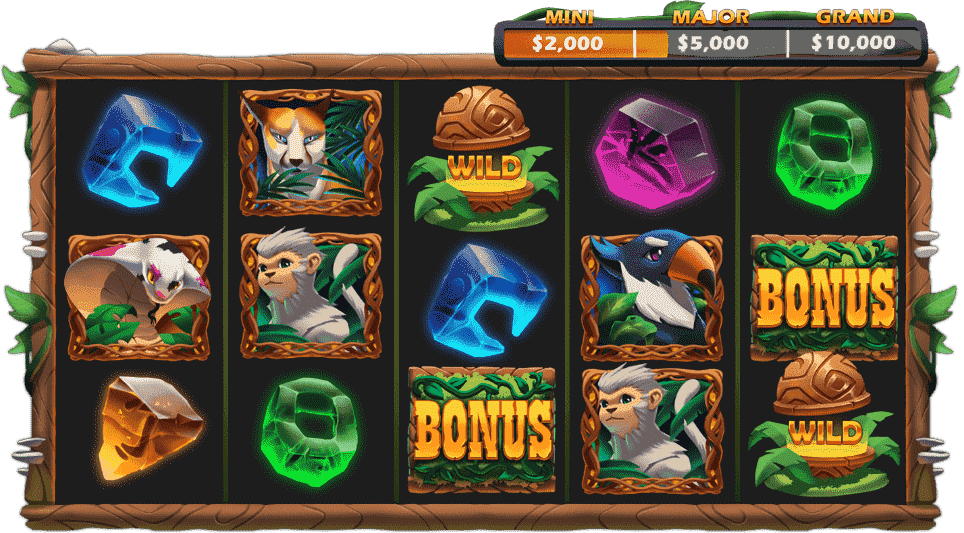 MINI MAJOR GRAND
$2,000 $5,000 $10,000
WILD
BONUS
BONUS
WILD